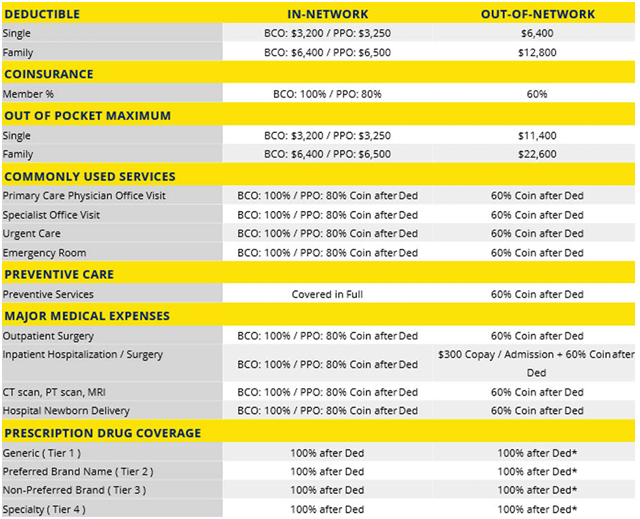 DEDUCTIBLE IN-NETWORK OUT-OF-NETWORK
Single BCO: $3,200 / PPO: $3,250 $6,400
Family BCO: $6,400 / PPO: $6,500 $12,800
COINSURANCE
Member % BCO: 100% / PPO: 80% 60%
OUT OF POCKET MAXIMUM
Single BCO: $3,200 / PPO: $3,250 $11,400
Family BCO: $6,400 / PPO: $6,500 $22,600
COMMONLY USED SERVICES
Primary Care Physician Office Visit BCO: 100% / PPO: 80% Coin after Ded 60% Coin after Ded
Specialist Office Visit BCO: 100% / PPO: 80% Coin after Ded 60% Coin after Ded
Urgent Care BCO: 100% / PPO: 80% Coin after Ded 60% Coin after Ded
Emergency Room BCO: 100% / PPO: 80% Coin after Ded 60% Coin after Ded
PREVENTIVE CARE
Preventive Services Covered in Full 60% Coin after Ded
MAJOR MEDICAL EXPENSES
Outpatient Surgery BCO: 100% / PPO: 80% Coin after Ded 60% Coin after Ded
Inpatient Hospitalization / Surgery BCO: 100% / PPO: 80% Coin after Ded $300 Copay / Admission + 60% Coin after
Ded
CT scan, PT scan, MRI BCO: 100% / PPO: 80% Coin after Ded 60% Coin after Ded
Hospital Newborn Delivery BCO: 100% / PPO: 80% Coin after Ded 60% Coin after Ded
PRESCRIPTION DRUG COVERAGE
Generic ( Tier 1 ) 100% after Ded 100% after Ded*
Preferred Brand Name ( Tier 2 ) 100% after Ded 100% after Ded*
Non-Preferred Brand ( Tier 3 ) 100% after Ded 100% after Ded*
Specialty ( Tier 4 ) 100% after Ded 100% after Ded*